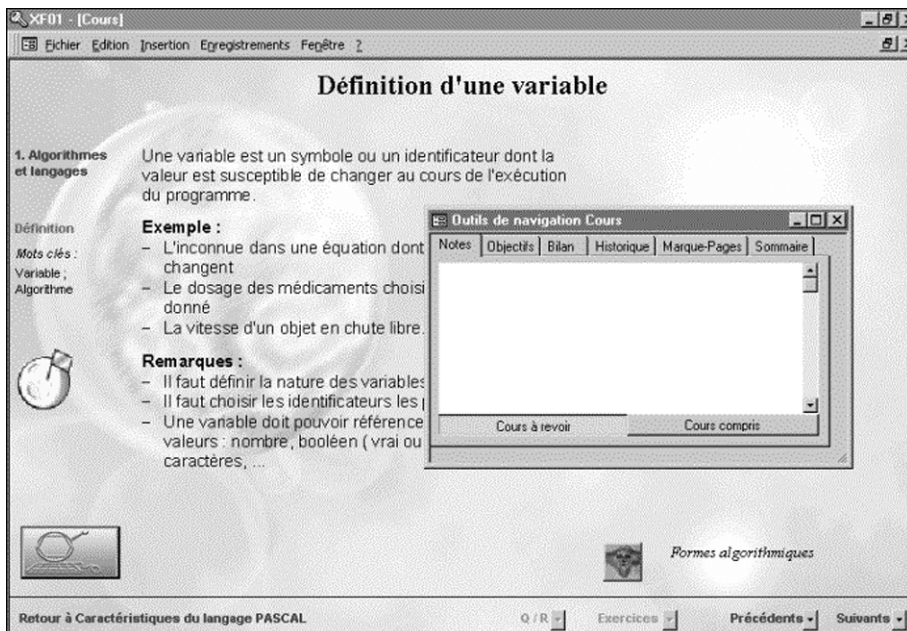 XF01 - [Cours]
Fichier Edition Insertion Enregistrements Fenêtre ?
Définition d'une variable
1. Algorithmes
et langages
Définition
Mots clés :
Variable ;
Algorithme
Une variable est un symbole ou un identificateur dont la
valeur est susceptible de changer au cours de l'exécution
du programme.
Exemple :
– L'inconnue dans une équation dont
changent
– Le dosage des médicaments choisi
donné
– La vitesse d'un objet en chute libre.
Remarques :
– Il faut définir la nature des variables
– Il faut choisir les identificateurs les
– Une variable doit pouvoir référence
valeurs : nombre, booléen ( vrai ou
caractères, ...
Outils de navigation Cours
Notes Objectifs Bilan Historique Marque-Pages Sommaire
Cours à revoir Cours compris
Formes algorithmiques
Retour à Caractéristiques du langage PASCAL Q / R Exercices Précédents Suivants